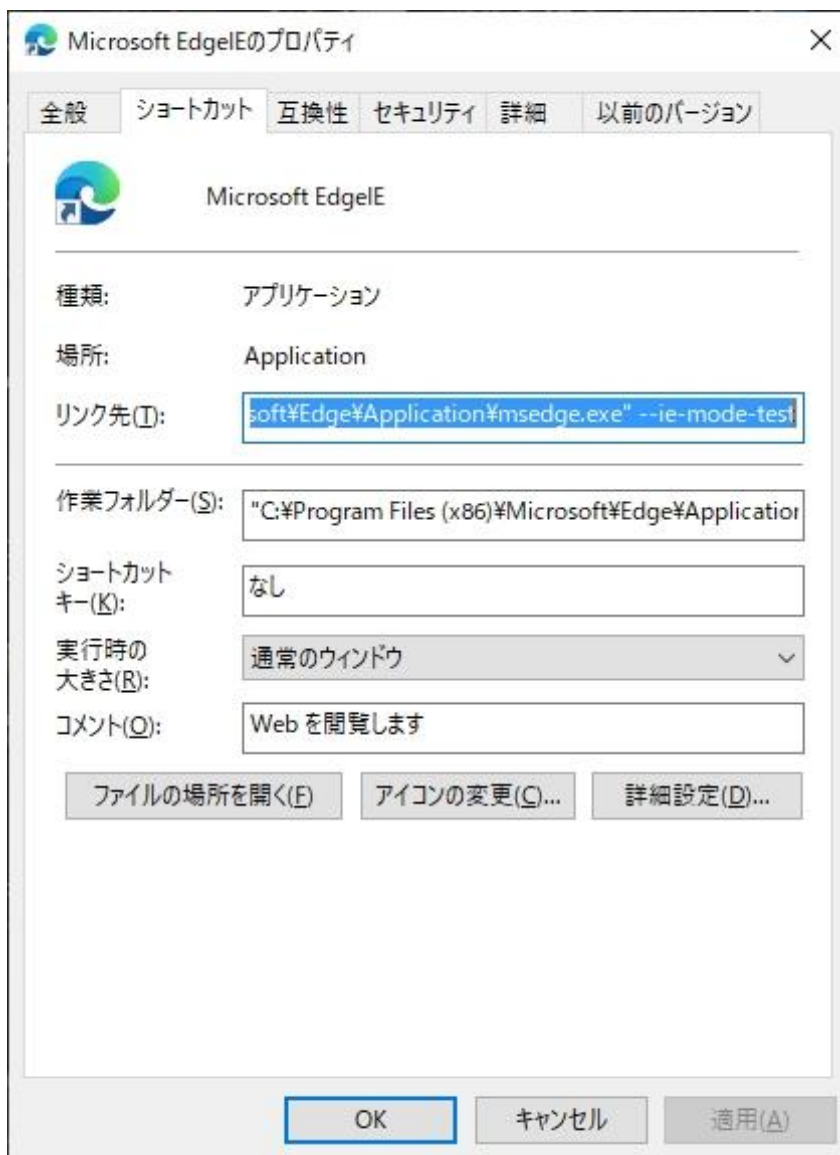 Microsoft EdgeIEのプロパティ
全般 ショートカット 互換性 セキュリティ 詳細 以前のバージョン
Microsoft EdgeIE
種類: アプリケーション
場所: Application
リンク先(T): soft¥Edge¥Application¥msedge.exe" --ie-mode-test
作業フォルダー(S): "C:¥Program Files (x86)¥Microsoft¥Edge¥Application
ショートカット
キー(K): なし
実行時の
大きさ(R): 通常のウィンドウ
コメント(O): Web を閲覧します
ファイルの場所を開く(F) アイコンの変更(C)... 詳細設定(D)...
OK キャンセル 適用(A)